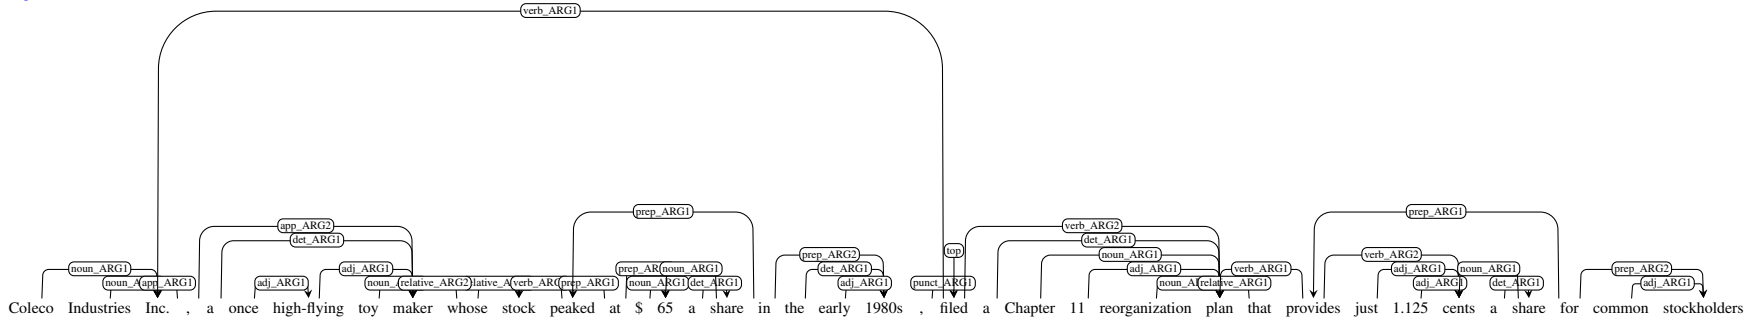 verb_ARG1
prep_ARG1 prep_ARG1
app_ARG2 verb_ARG2
det_ARG1 det_ARG1
top
prep_ARG2 noun_ARG1 verb_ARG2
noun_ARG1 adj_ARG1 noun_ARG1 det_ARG1 adj_ARG1 verb_ARG1 adj_ARG1 noun_ARG1 prep_ARG2
app_ARG1 adj_ARG1 relative_ARG2 prep_ARG1 noun_ARG1 det_ARG1 adj_ARG1 punct_ARG1 relative_ARG1 adj_ARG1 det_ARG1 adj_ARG1
Coleco Industries Inc. , a once high-flying toy maker whose stock peaked at $ 65 a share in the early 1980s , filed a Chapter 11 reorganization plan that provides just 1.125 cents a share for common stockholders